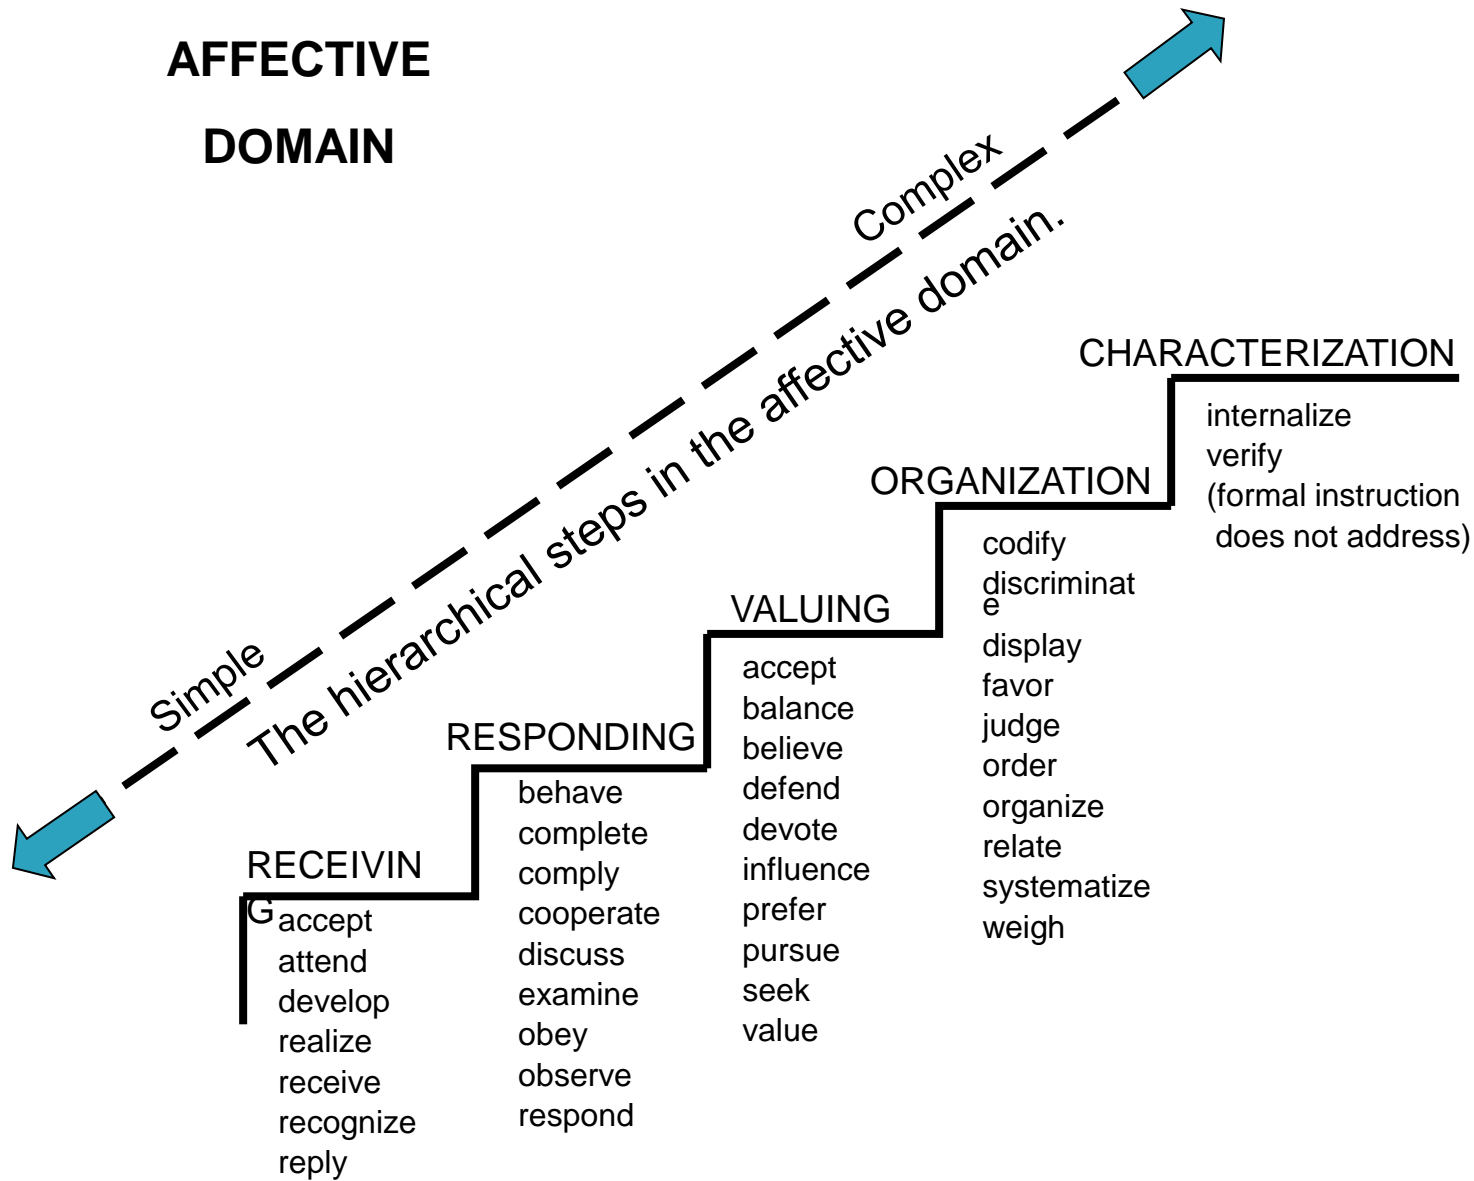 AFFECTIVE
DOMAIN
Complex
Simple
The hierarchical steps in the affective domain.
RECEIVIN
G
accept
attend
develop
realize
receive
recognize
reply
RESPONDING
behave
complete
comply
cooperate
discuss
examine
obey
observe
respond
VALUING
accept
balance
believe
defend
devote
influence
prefer
pursue
seek
value
ORGANIZATION
codify
discriminat
e
display
favor
judge
order
organize
relate
systematize
weigh
CHARACTERIZATION
internalize
verify
(formal instruction
does not address)